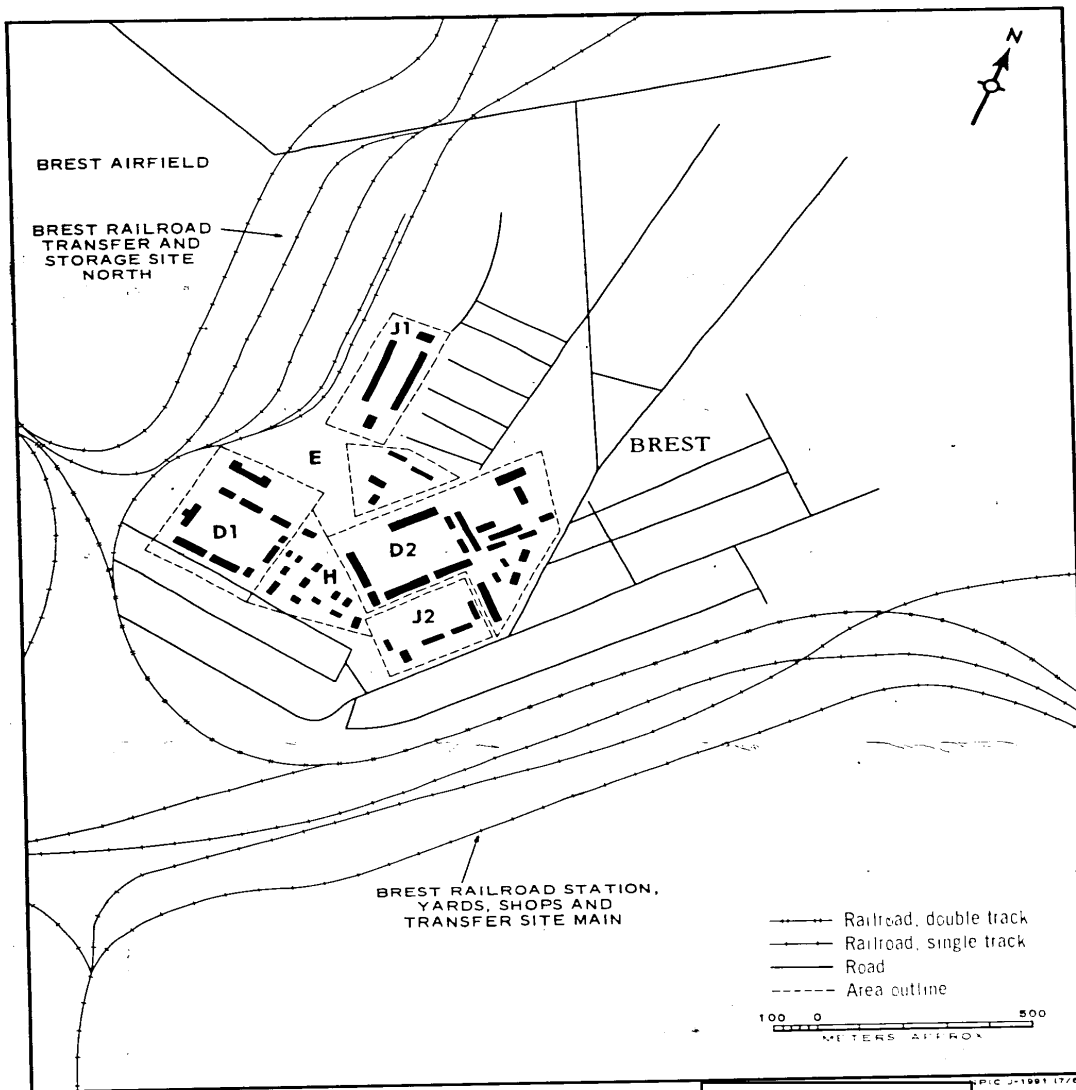 N
BREST AIRFIELD
BREST RAILROAD
TRANSFER AND
STORAGE SITE
NORTH
J1
E
BREST
D1
D2
H
J2
BREST RAILROAD STATION,
YARDS, SHOPS AND
TRANSFER SITE MAIN
Railroad, double track
Railroad, single track
Road
Area outline
100 0 500
METERS APPROX